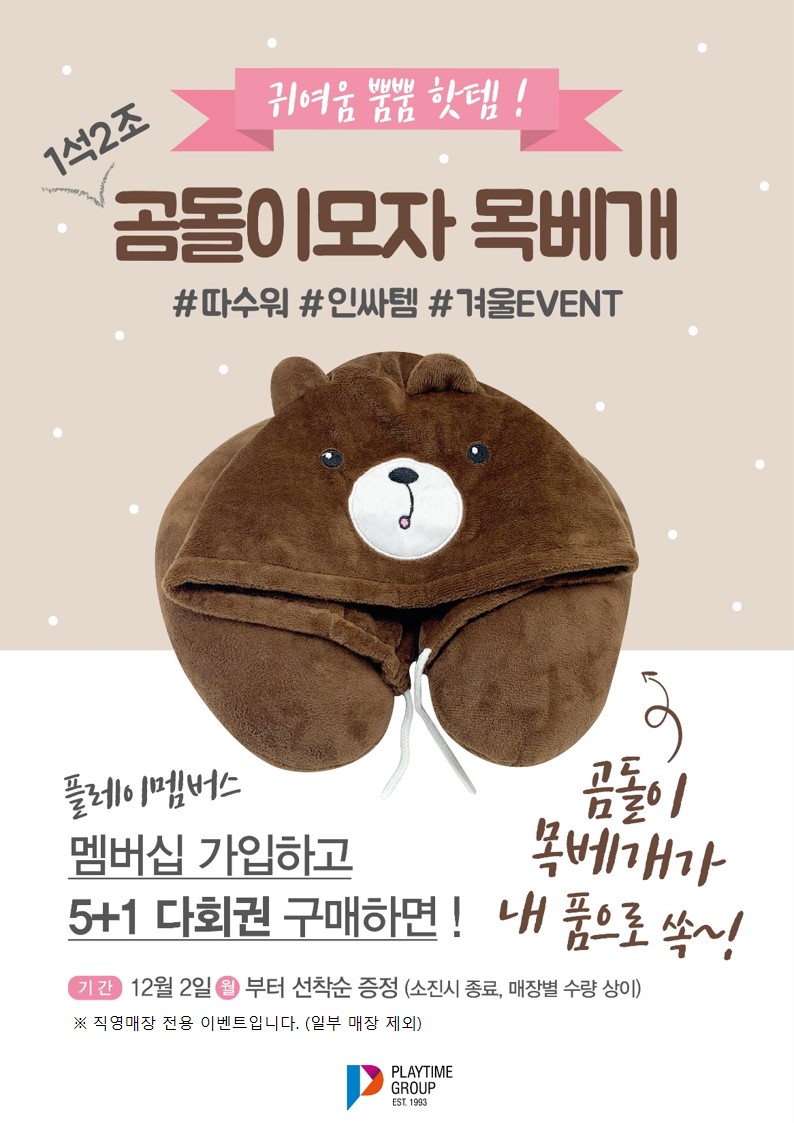 귀여움 뿜뿜 핫템 !
1석2조
곰돌이모자 목베개
#따수워 #인싸템 #겨울EVENT
플레이멤버스
멤버십 가입하고
5+1 다회권 구매하면 !
곰돌이
목베개가
내 품으로 쏙~!
기 간 12월 2일 월 부터 선착순 증정 (소진시 종료, 매장별 수량 상이)
※ 직영매장 전용 이벤트입니다. (일부 매장 제외)
PLAYTIME
GROUP
EST. 1993